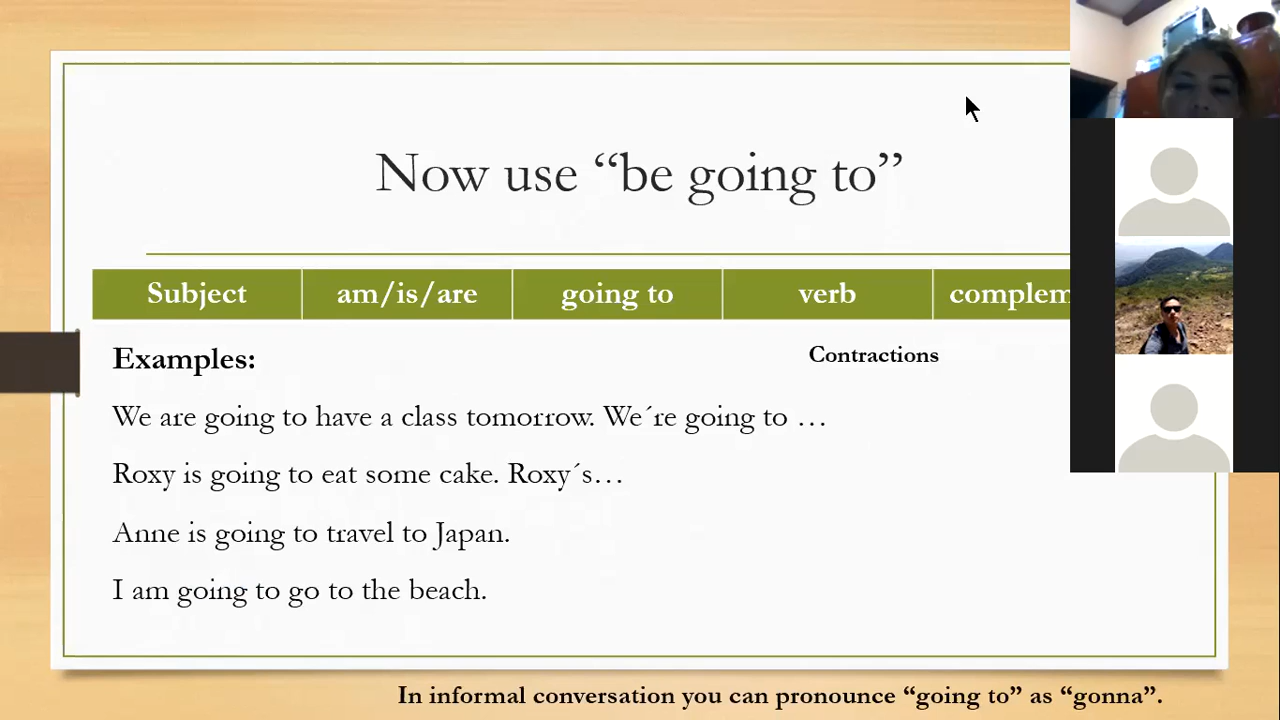 Now use “be going to”
Subject am/is/are going to verb complem
Examples:
Contractions
We are going to have a class tomorrow. We´re going to …
Roxy is going to eat some cake. Roxy´s…
Anne is going to travel to Japan.
I am going to go to the beach.
In informal conversation you can pronounce “going to” as “gonna”.